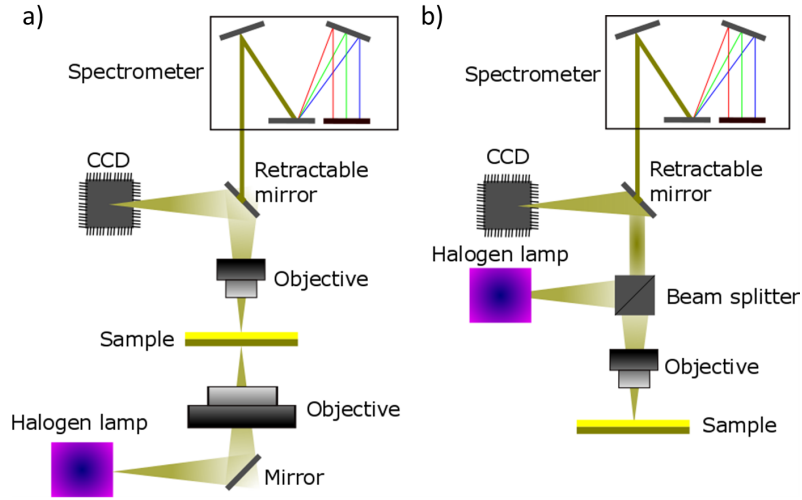 a)
Spectrometer
CCD
Retractable
mirror
Objective
Sample
Objective
Halogen lamp
Mirror
b)
Spectrometer
CCD
Retractable
mirror
Halogen lamp
Beam splitter
Objective
Sample